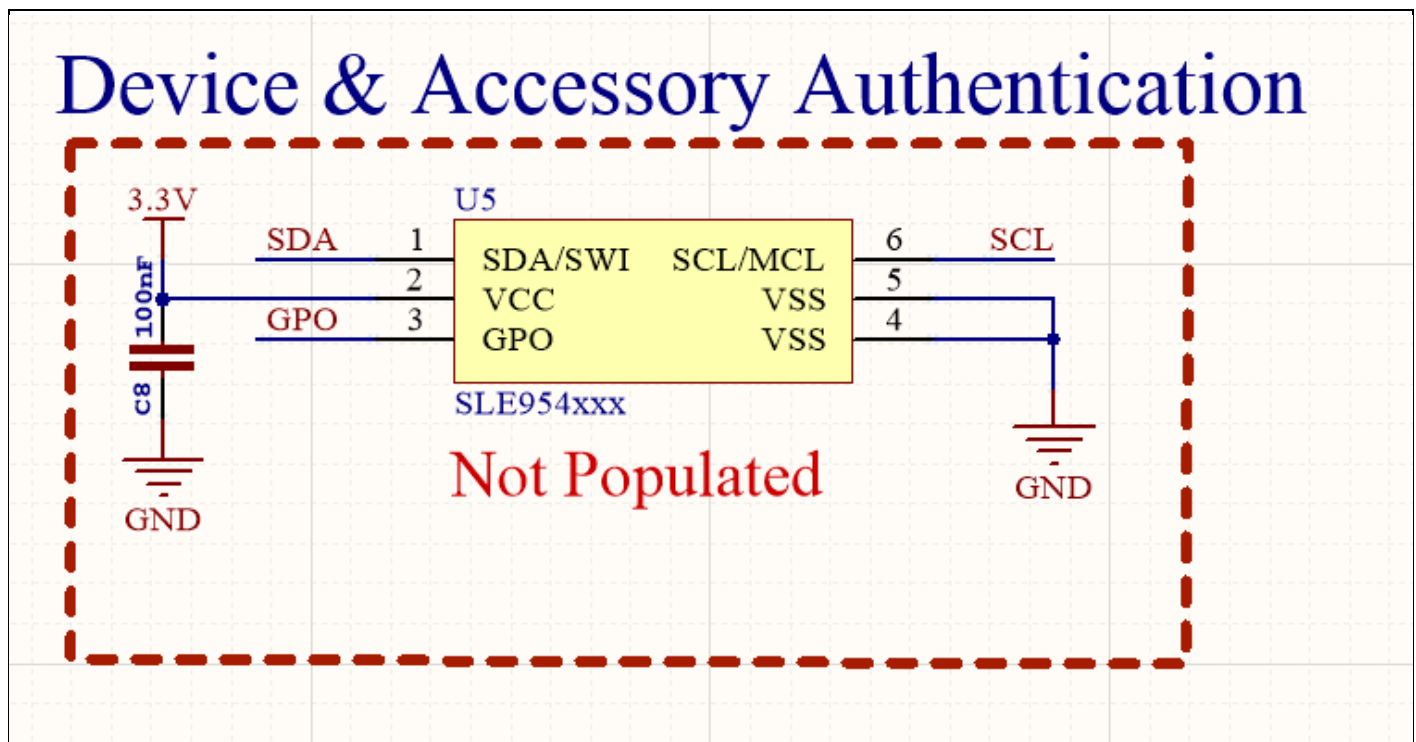 Device & Accessory Authentication
3.3V
U5
SDA 1 SDA/SWI SCL/MCL 6 SCL
2 VCC VSS 5
GPO 3 GPO VSS 4
100nF
C8
SLE954xxx
Not Populated
GND
GND